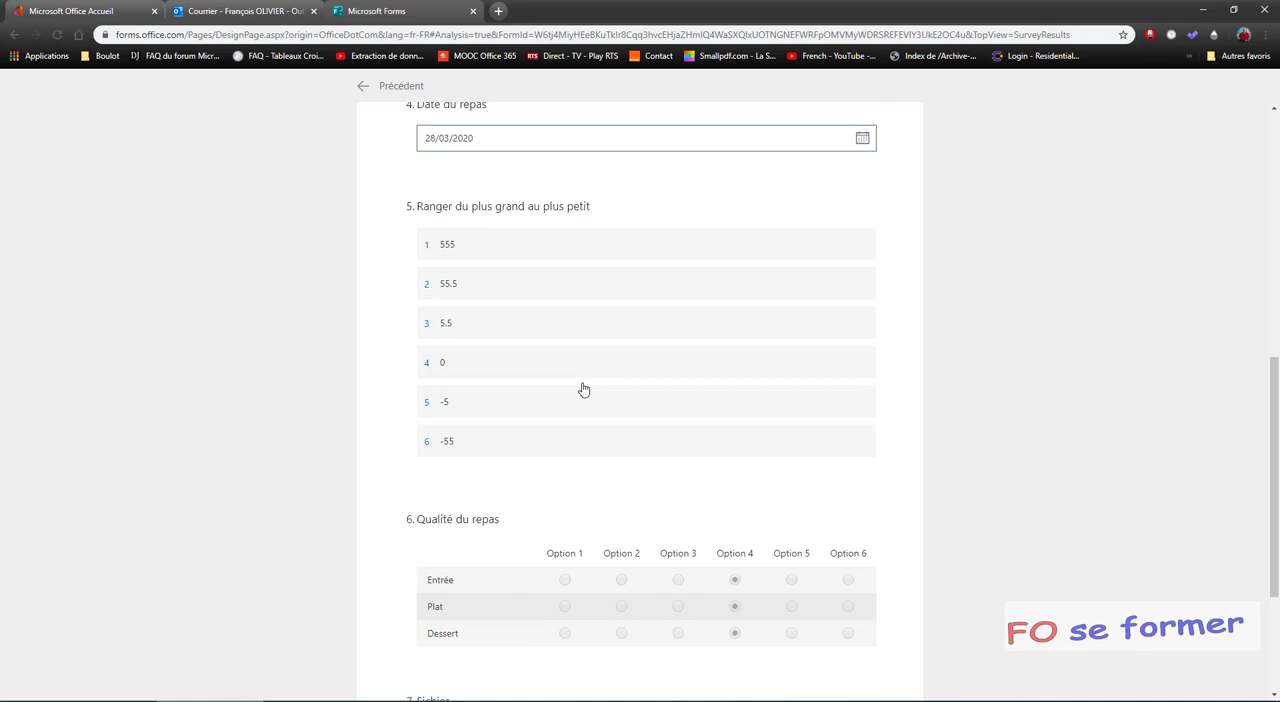 Microsoft Office Accueil
Courrier - François OLIVIER - Ou
Microsoft Forms
forms.office.com/Pages/DesignPage.aspx?origin=OfficeDotCom&lang=fr-FR#Analysis=true&FormId=W6tj4MiyHEeBKuTkIr8Cqq3hvcEHjaZHmlQ4WaSXQlxUOTNGNEFWRFpOMVMyWDRSREFEVlY3UkE2OC4u&TopView=SurveyResults
Applications
Boulot
FAQ du forum Micr...
FAQ - Tableaux Croi...
Extraction de donn...
MOOC Office 365
RTS Direct - TV - Play RTS
Contact
Smallpdf.com - La S...
French - YouTube -...
Index de /Archive-...
Login - Residential...
»
Autres favoris
Précédent
4. Date du repas
28/03/2020
5. Ranger du plus grand au plus petit
1 555
2 55.5
3 5.5
4 0
5 -5
6 -55
6. Qualité du repas
Option 1 Option 2 Option 3 Option 4 Option 5 Option 6
Entrée
Plat
Dessert
FO se former
7. Fichier